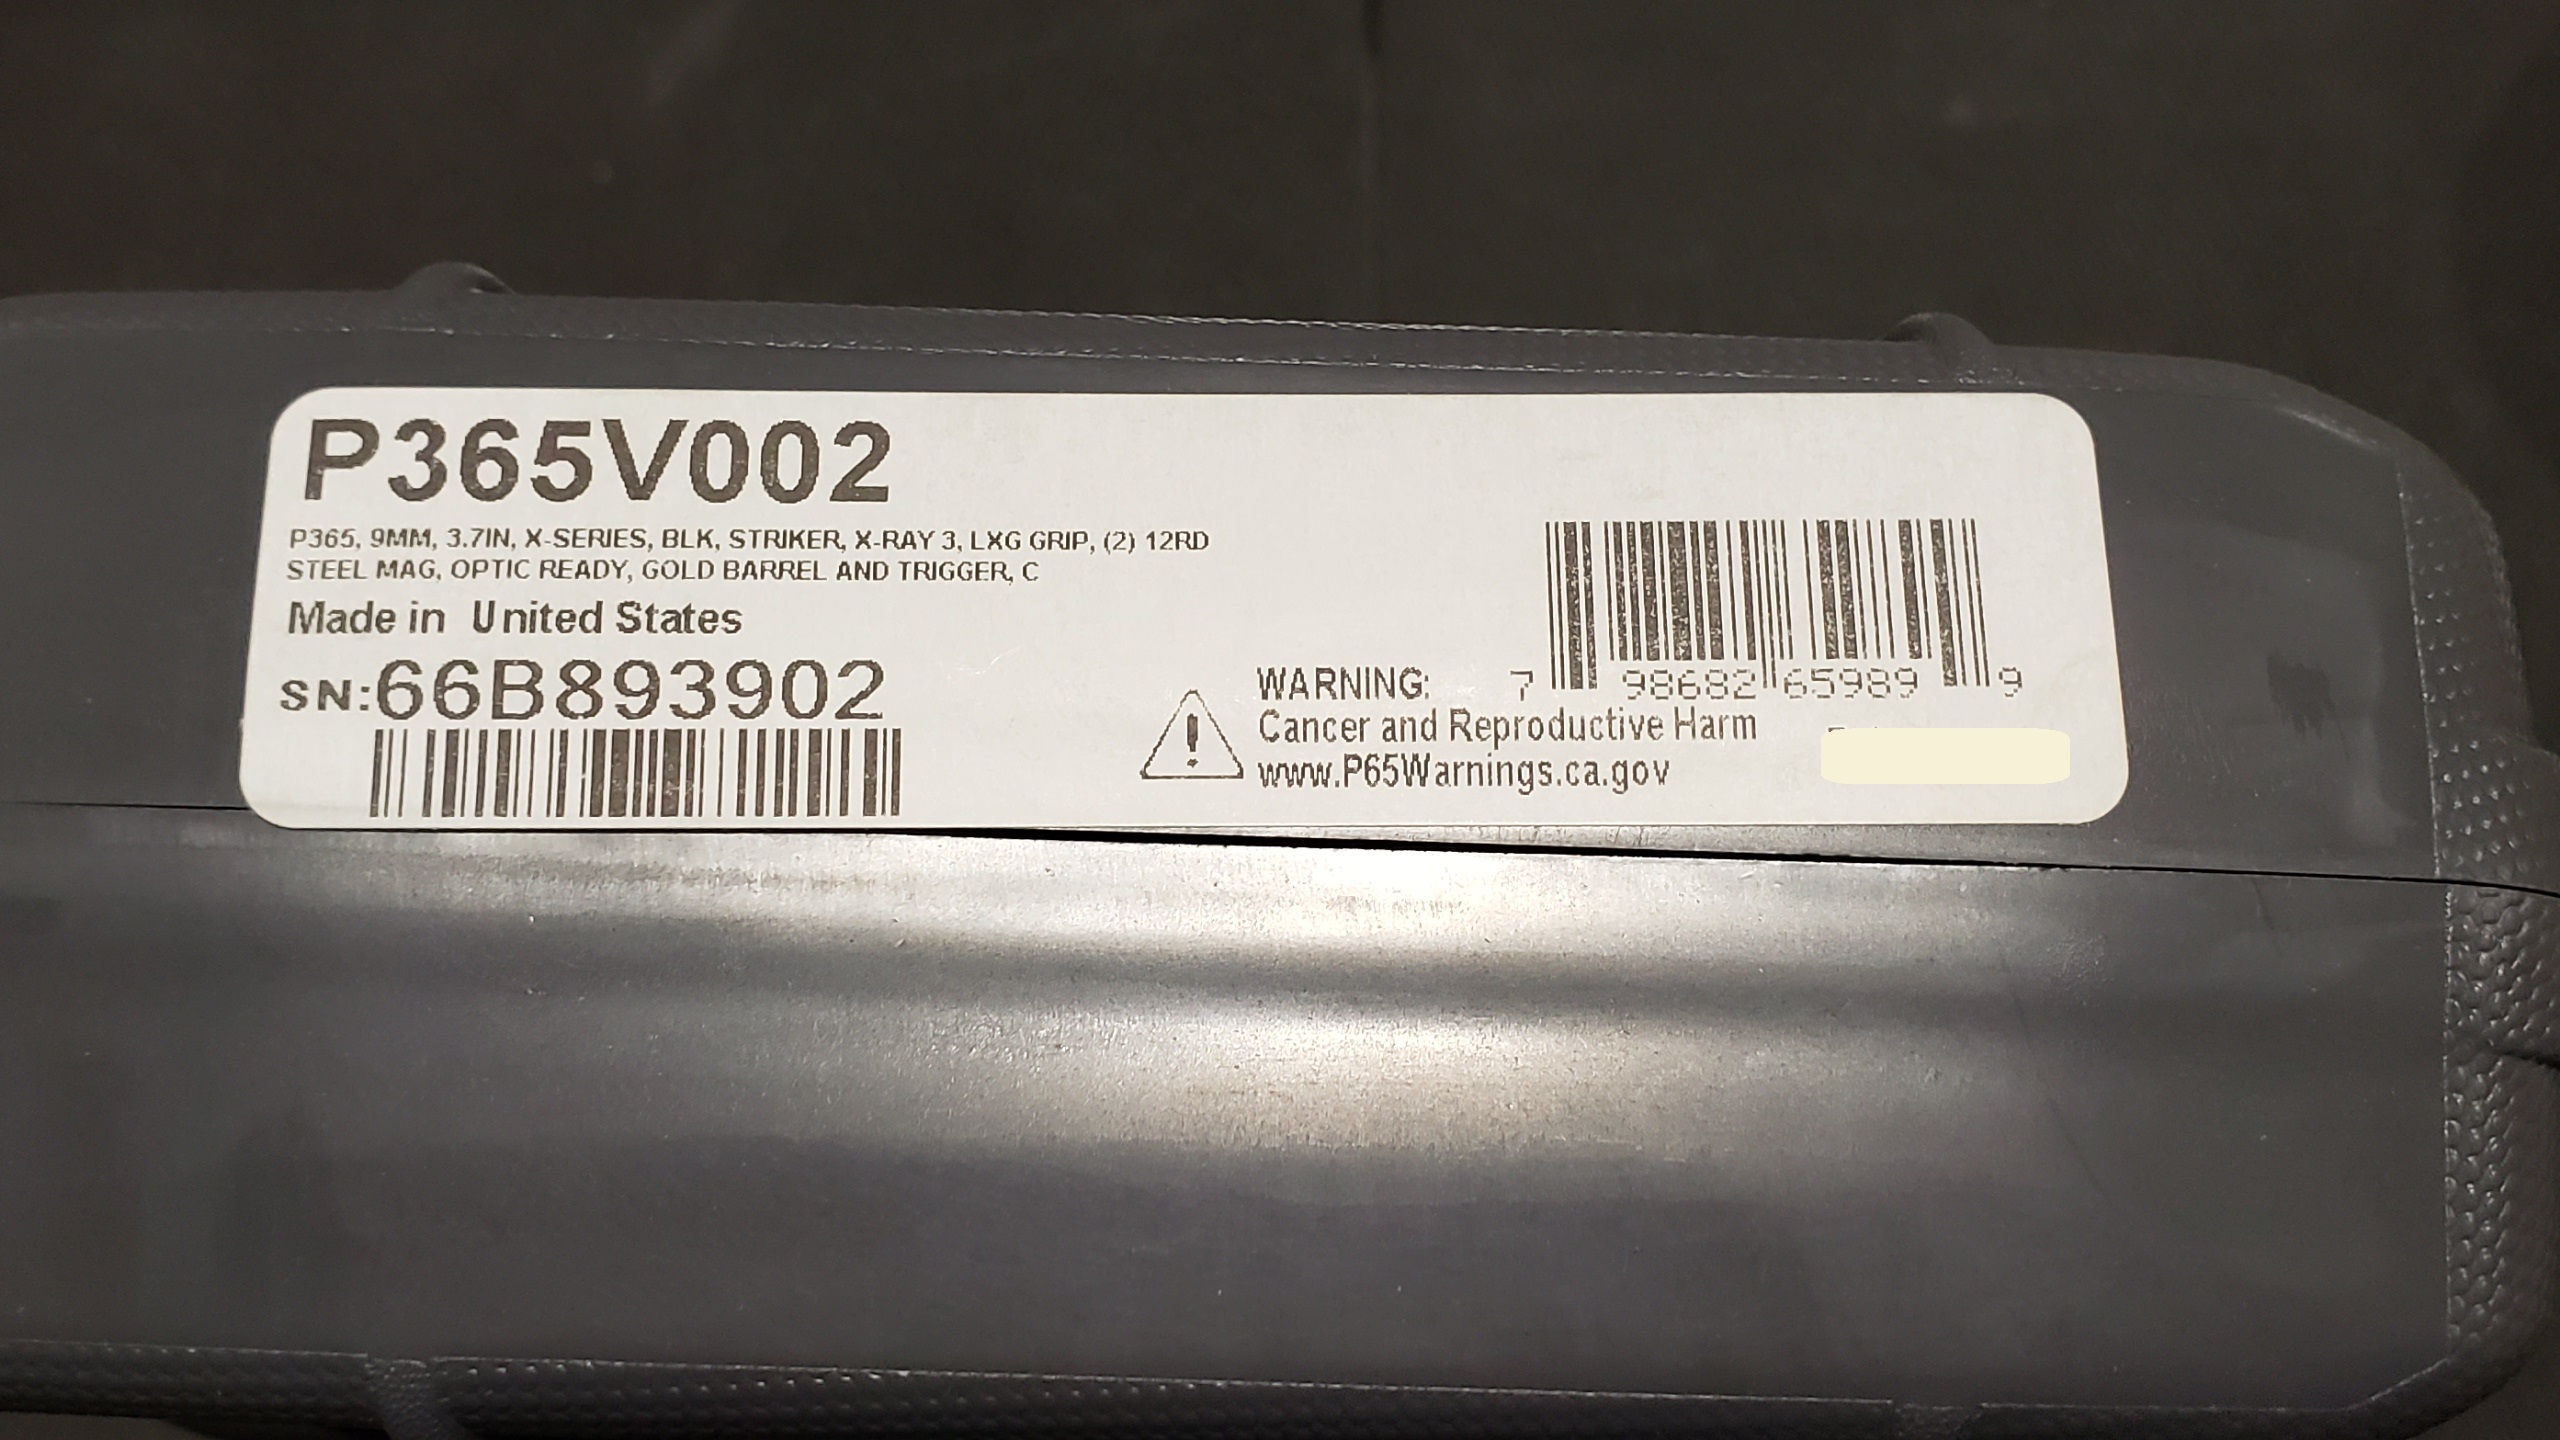 P365V002
P365, 9MM, 3.7IN, X-SERIES, BLK, STRIKER, X-RAY 3, LXG GRIP, (2) 12RD
STEEL MAG, OPTIC READY, GOLD BARREL AND TRIGGER, C
Made in United States
SN:66B893902
7 98682 65989 9
WARNING:
Cancer and Reproductive Harm
www.P65Warnings.ca.gov